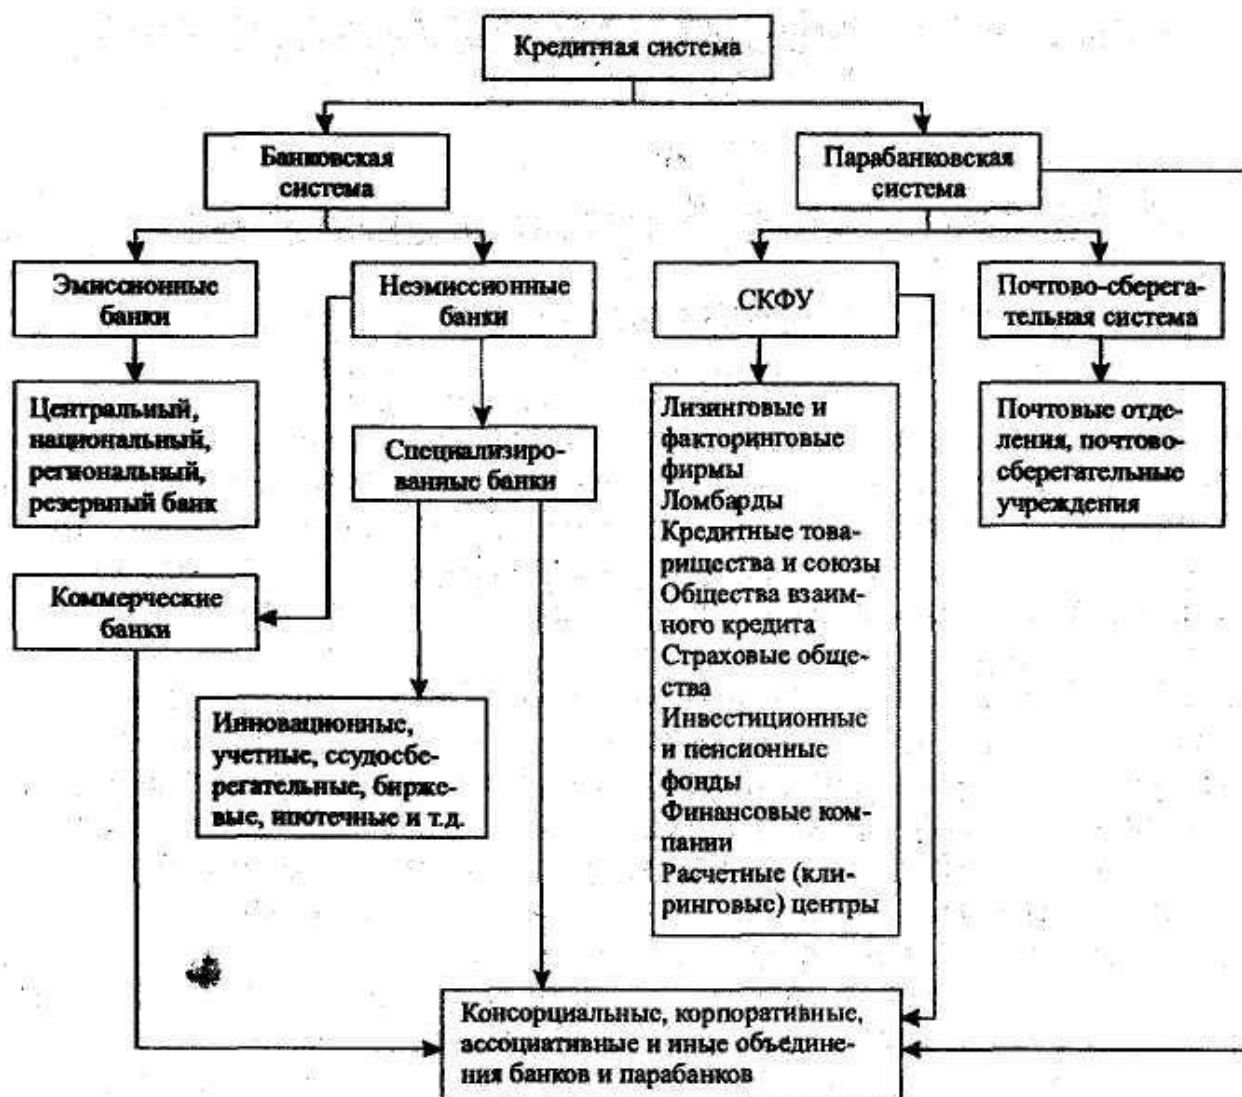 Кредитная система
Банковская
система
Парабанковская
система
Эмиссионные
банки
Неэмиссионные
банки
СКФУ
Почтово-сберега-
тельная система
Центральный,
национальный,
региональный,
резервный банк
Специализиро-
ванные банки
Лизинговые и
факторинговые
фирмы
Ломбарды
Кредитные това-
рищества и союзы
Общества взаим-
ного кредита
Страховые обще-
ства
Инвестиционные
и пенсионные
фонды
Финансовые ком-
пании
Расчетные (кли-
ринговые) центры
Почтовые отде-
ления, почтово-
сберегательные
учреждения
Коммерческие
банки
Инновационные,
учетные, ссудосбе-
регательные, бирже-
вые, ипотечные и т.д.
Консорциальные, корпоративные,
ассоциативные и иные объедине-
ния банков и парабанков